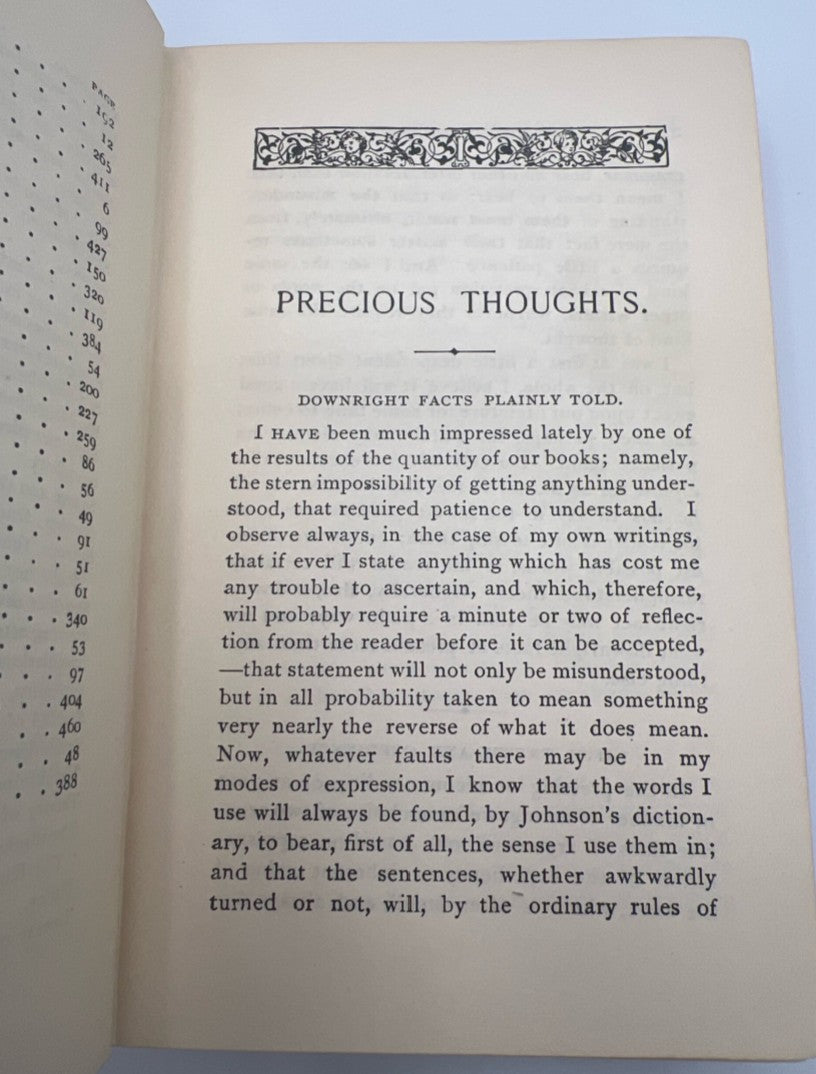 PAGE
152
12
265
411
6
99
427
150
320
119
384
54
200
227
259
86
56
49
91
51
61
340
53
97
404
460
48
388
PRECIOUS THOUGHTS.
DOWNRIGHT FACTS PLAINLY TOLD.
I HAVE been much impressed lately by one of
the results of the quantity of our books; namely,
the stern impossibility of getting anything under-
stood, that required patience to understand. I
observe always, in the case of my own writings,
that if ever I state anything which has cost me
any trouble to ascertain, and which, therefore,
will probably require a minute or two of reflec-
tion from the reader before it can be accepted,
—that statement will not only be misunderstood,
but in all probability taken to mean something
very nearly the reverse of what it does mean.
Now, whatever faults there may be in my
modes of expression, I know that the words I
use will always be found, by Johnson's diction-
ary, to bear, first of all, the sense I use them in;
and that the sentences, whether awkwardly
turned or not, will, by the ordinary rules of